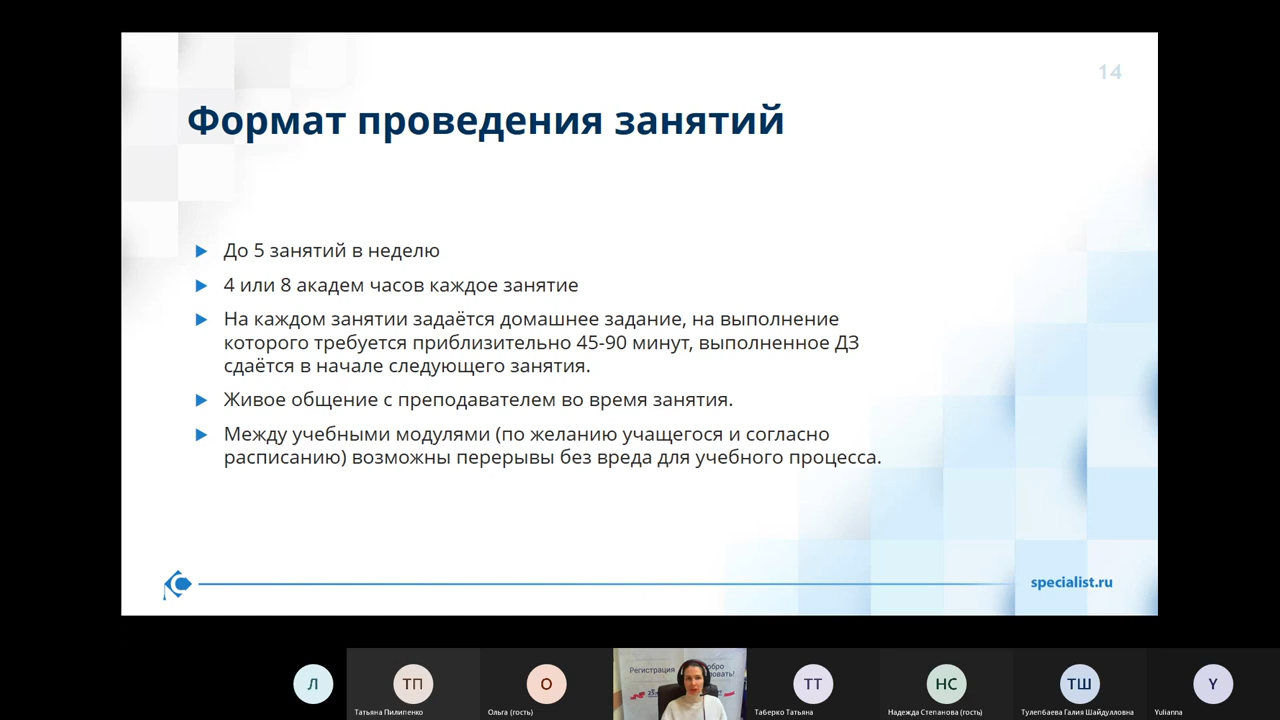 14
Формат проведения занятий
До 5 занятий в неделю
4 или 8 академ часов каждое занятие
На каждом занятии задаётся домашнее задание, на выполнение
которого требуется приблизительно 45-90 минут, выполненное ДЗ
сдаётся в начале следующего занятия.
Живое общение с преподавателем во время занятия.
Между учебными модулями (по желанию учащегося и согласно
расписанию) возможны перерывы без вреда для учебного процесса.
specialist.ru
Л
ТП
О
Регистрация
ТТ
НС
ТШ
Y
Татьяна Пилипенко
Ольга (гость)
Таберко Татьяна
Надежда Степанова (гость)
Тулепбаева Галия Шайдулловна
Yulianna